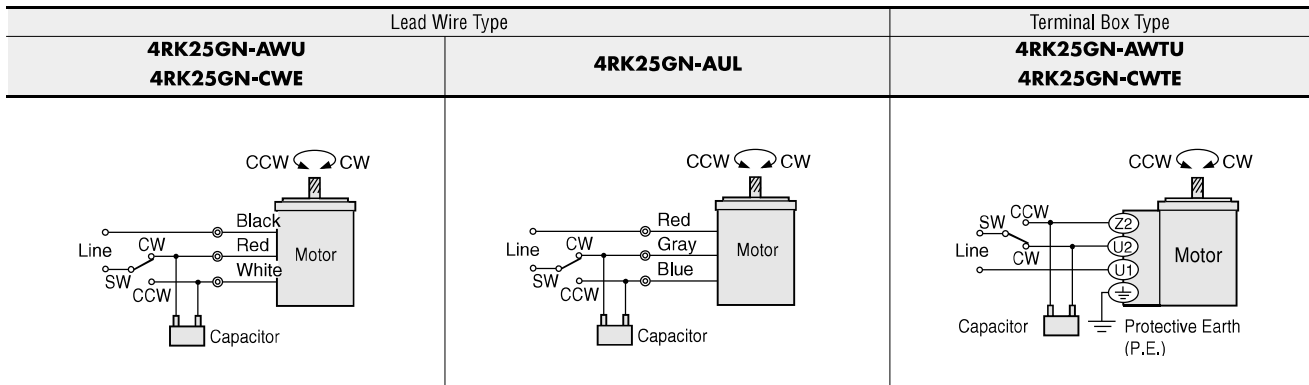 Lead Wire Type
Terminal Box Type
4RK25GN-AWU
4RK25GN-CWE
4RK25GN-AUL
4RK25GN-AWTU
4RK25GN-CWTE
CCW CW
Black
Line CW Red Motor
SW White
CCW
Capacitor
CCW CW
Red
Line CW Gray Motor
SW Blue
CCW
Capacitor
CCW CW
SW CCW Z2
Line CW U2 Motor
U1
Capacitor Protective Earth
(P.E.)